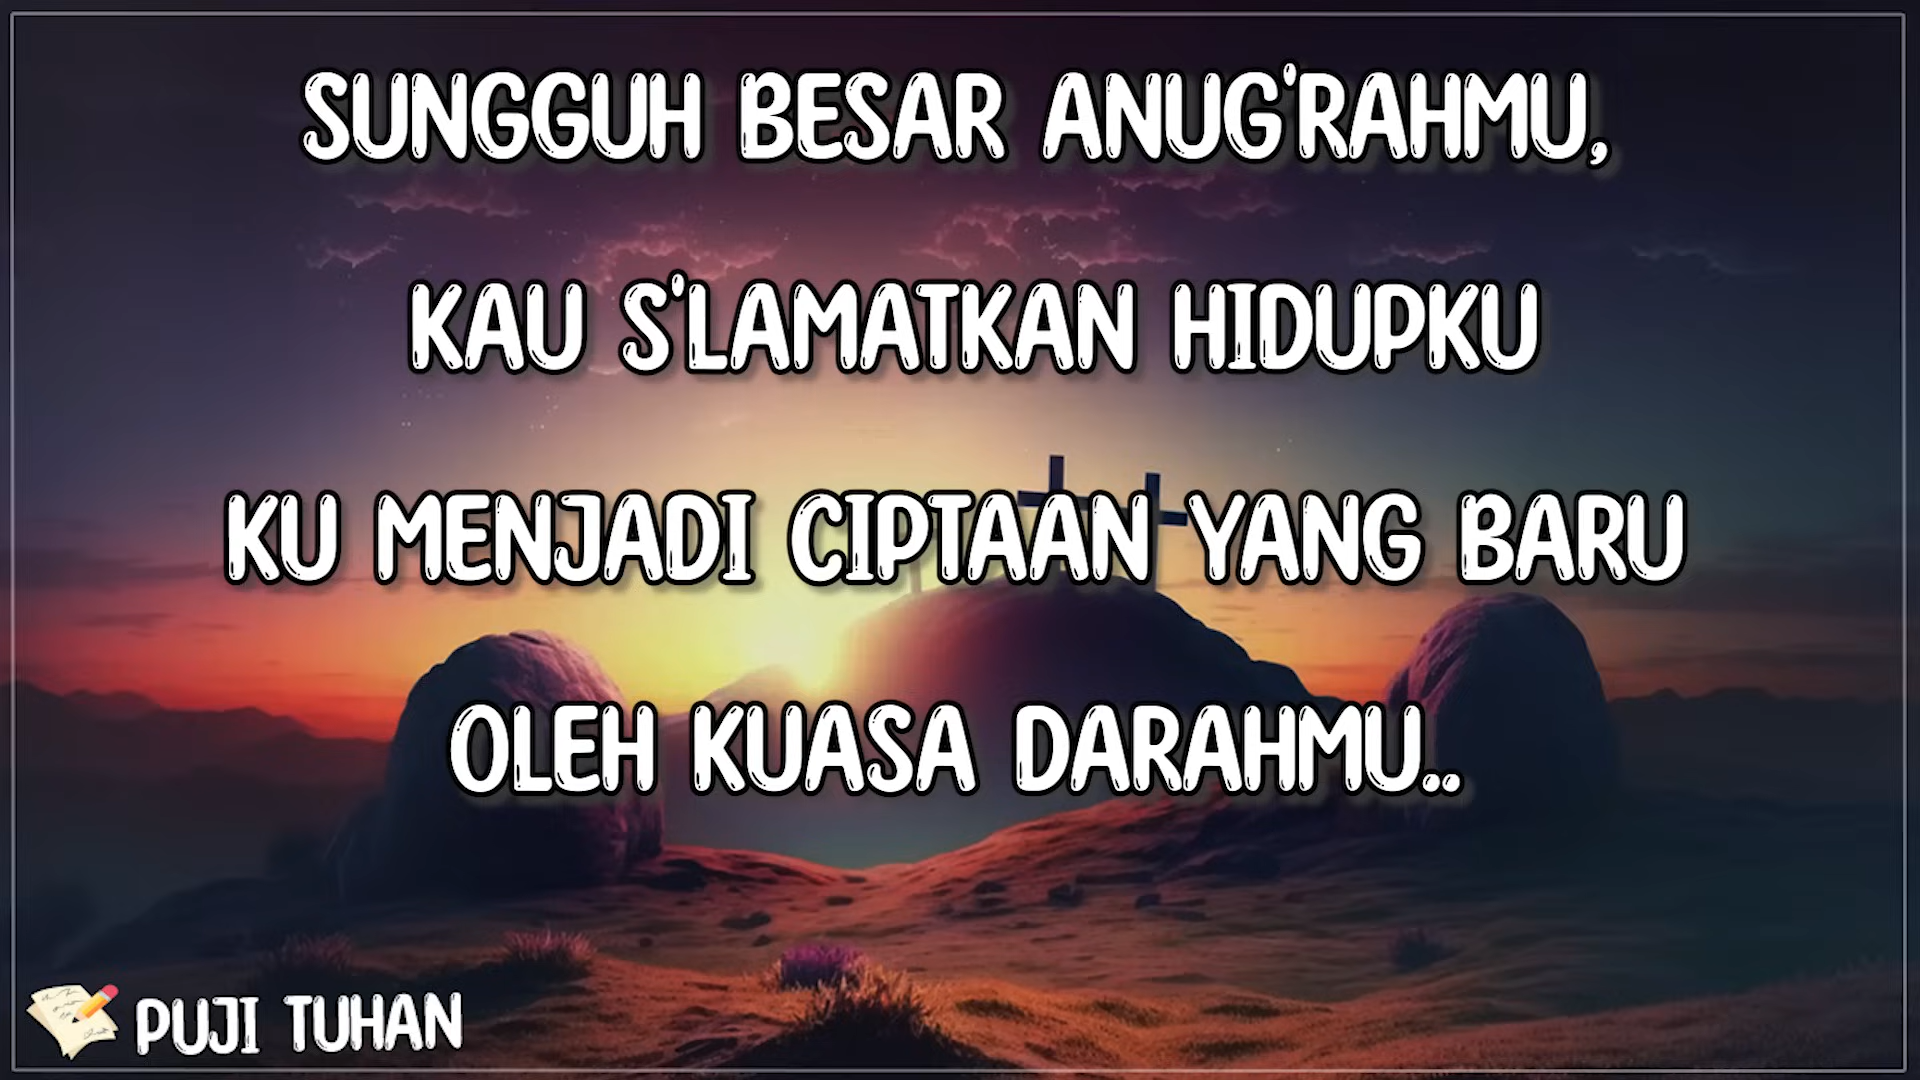 SUNGGUH BESAR ANUG'RAHMU,
KAU S'LAMATKAN HIDUPKU
KU MENJADI CIPTAAN YANG BARU
OLEH KUASA DARAHMU..
PUJI TUHAN